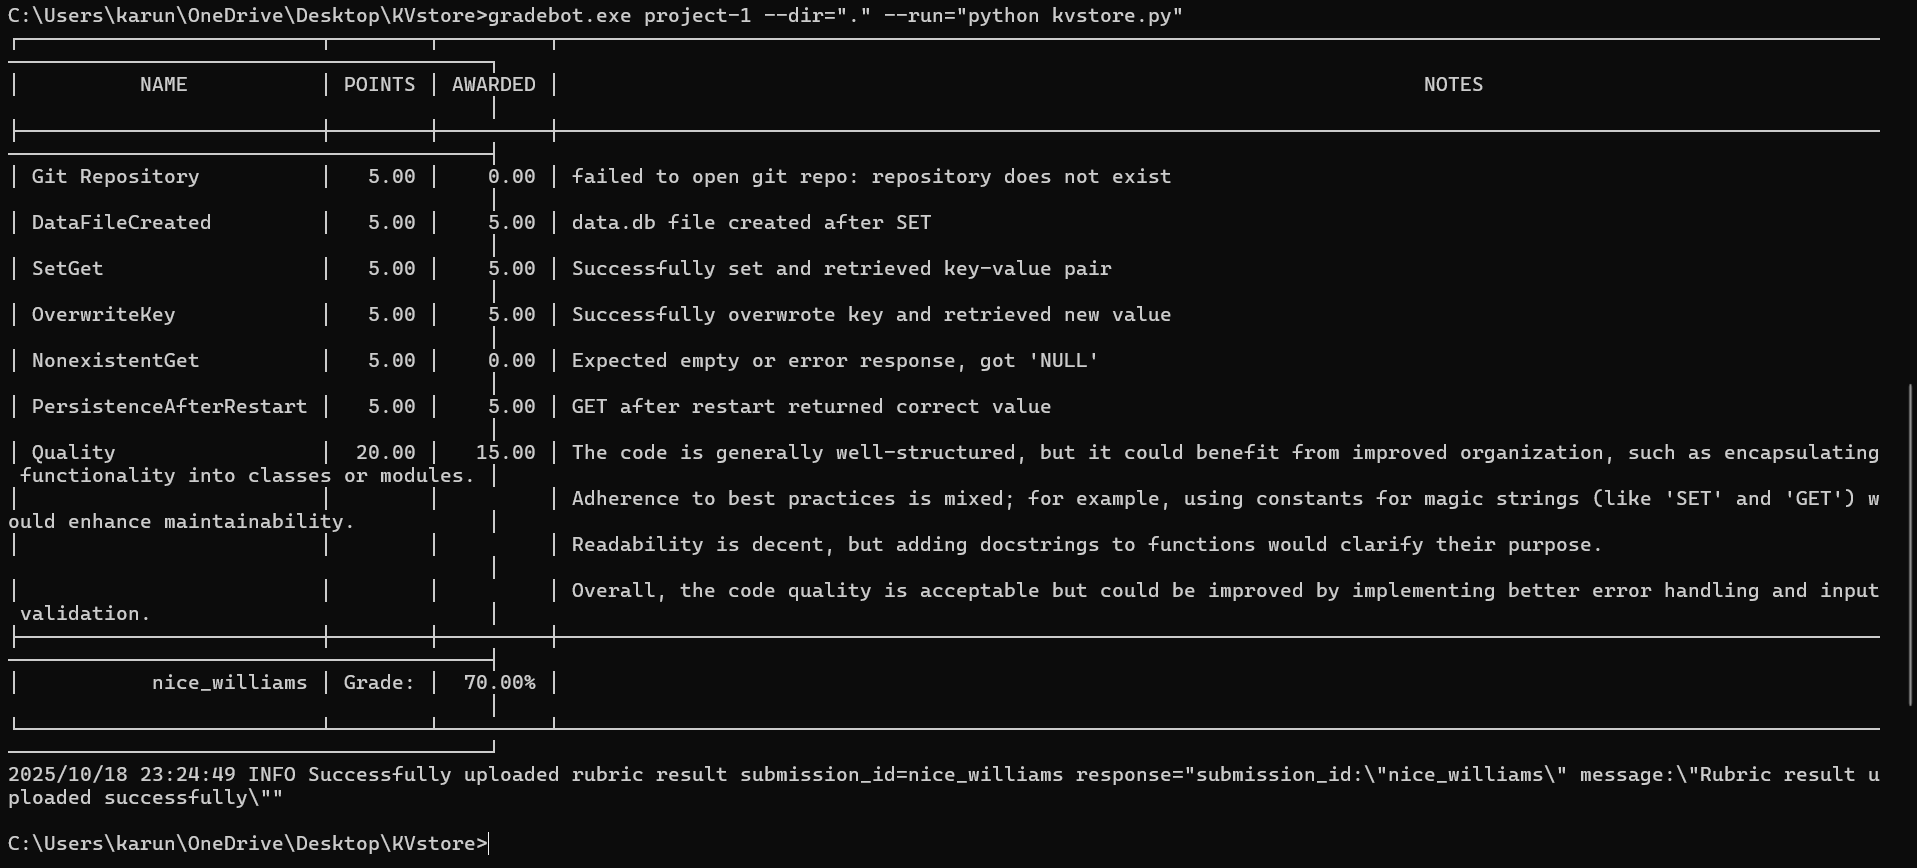 C:\Users\karun\OneDrive\Desktop\KVstore>gradebot.exe project-1 --dir="." --run="python kvstore.py"
NAME POINTS AWARDED NOTES
Git Repository 5.00 0.00 failed to open git repo: repository does not exist
DataFileCreated 5.00 5.00 data.db file created after SET
SetGet 5.00 5.00 Successfully set and retrieved key-value pair
OverwriteKey 5.00 5.00 Successfully overwrote key and retrieved new value
NonexistentGet 5.00 0.00 Expected empty or error response, got 'NULL'
PersistenceAfterRestart 5.00 5.00 GET after restart returned correct value
Quality 20.00 15.00 The code is generally well-structured, but it could benefit from improved organization, such as encapsulating
functionality into classes or modules.
Adherence to best practices is mixed; for example, using constants for magic strings (like 'SET' and 'GET') w
ould enhance maintainability.
Readability is decent, but adding docstrings to functions would clarify their purpose.
Overall, the code quality is acceptable but could be improved by implementing better error handling and input
validation.
nice_williams Grade: 70.00%
2025/10/18 23:24:49 INFO Successfully uploaded rubric result submission_id=nice_williams response="submission_id:\"nice_williams\" message:\"Rubric result u
ploaded successfully\""
C:\Users\karun\OneDrive\Desktop\KVstore>